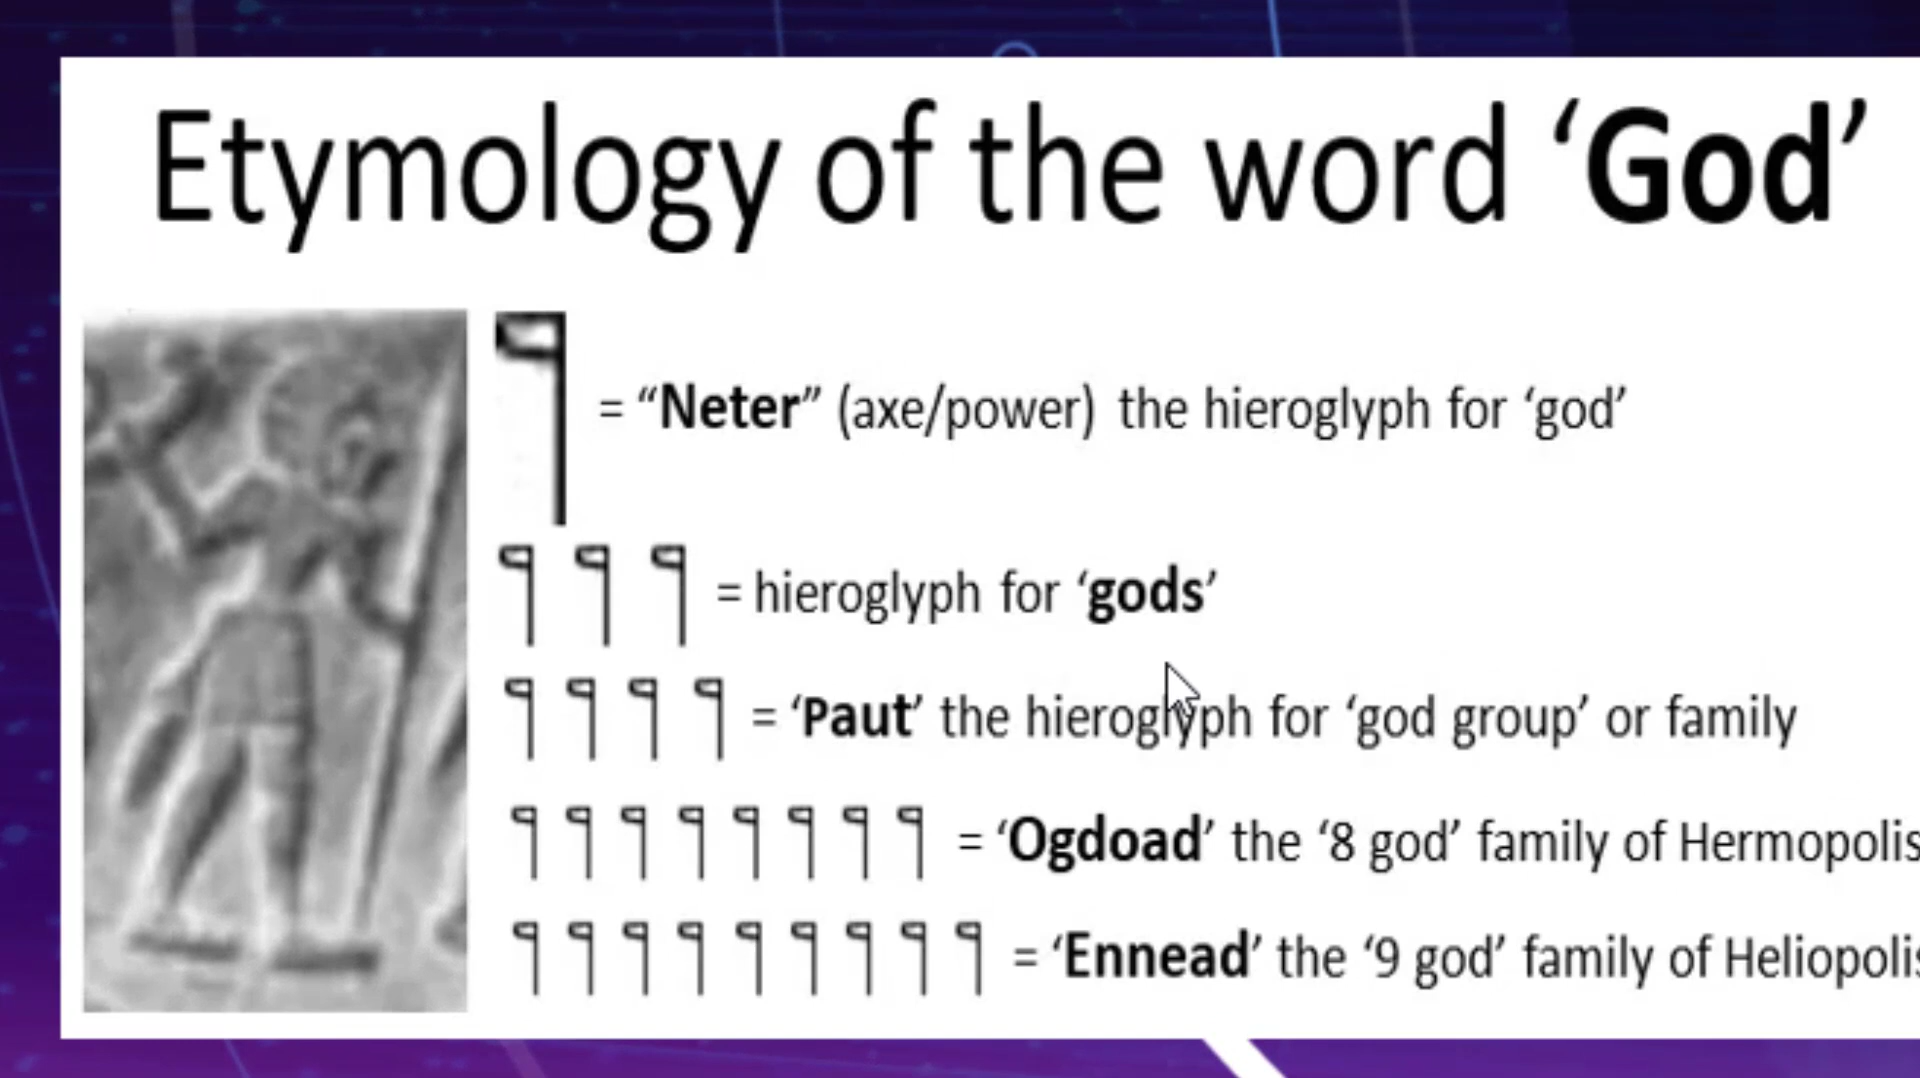 Etymology of the word ‘God’
= “Neter” (axe/power) the hieroglyph for ‘god’
= hieroglyph for ‘gods’
= ‘Paut’ the hieroglyph for ‘god group’ or family
= ‘Ogdoad’ the ‘8 god’ family of Hermopolis
= ‘Ennead’ the ‘9 god’ family of Heliopolis